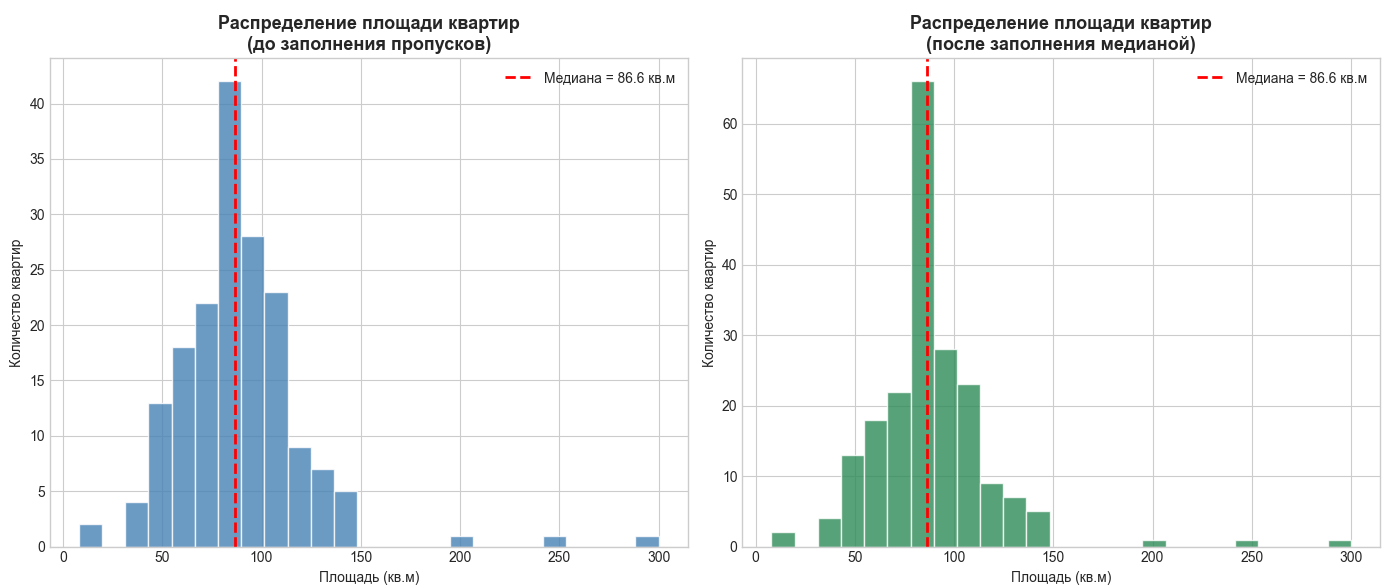 Распределение площади квартир
(до заполнения пропусков)
Медиана = 86.6 кв.м
Количество квартир
40
35
30
25
20
15
10
5
0
0 50 100 150 200 250 300
Площадь (кв.м)
Распределение площади квартир
(после заполнения медианой)
Медиана = 86.6 кв.м
Количество квартир
60
50
40
30
20
10
0
0 50 100 150 200 250 300
Площадь (кв.м)